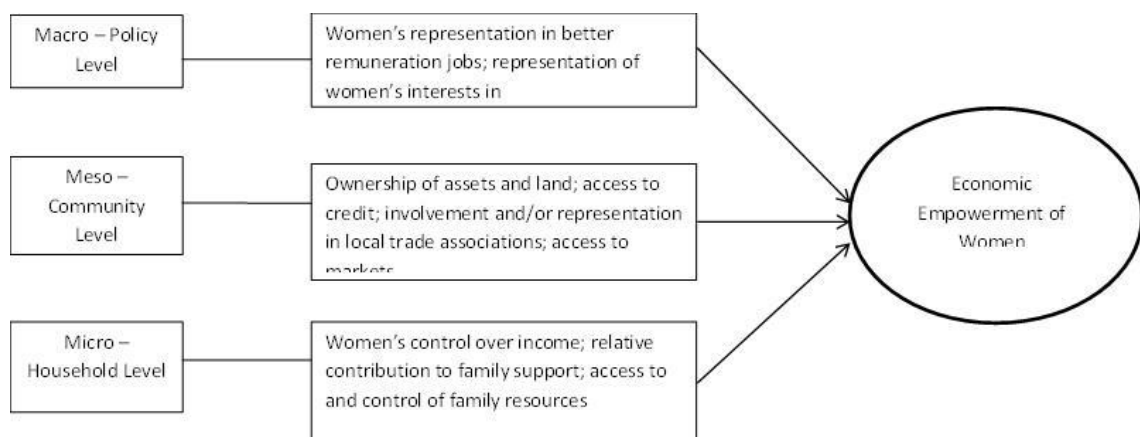 Macro – Policy
Level
Women's representation in better
remuneration jobs; representation of
women's interests in
Meso –
Community
Level
Ownership of assets and land; access to
credit; involvement and/or representation
in local trade associations; access to
markets
Micro –
Household Level
Women's control over income; relative
contribution to family support; access to
and control of family resources
Economic
Empowerment of
Women